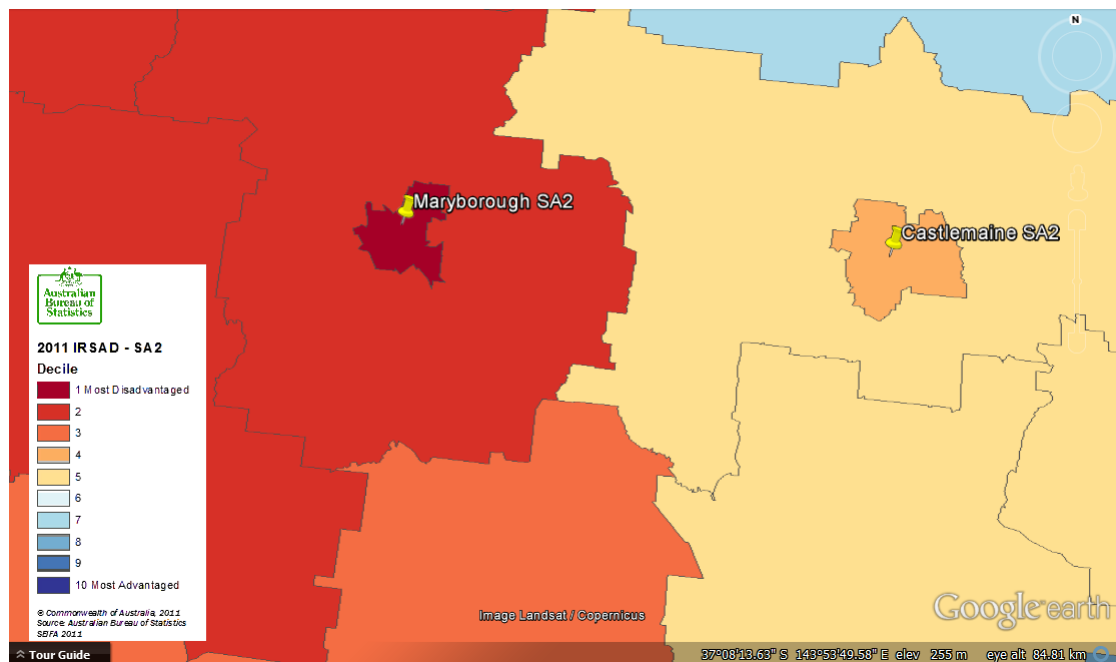 N
Maryborough SA2
Castlemaine SA2
Australian
Bureau of
Statistics
2011 IRSAD - SA2
Decile
1 Most Disadvantaged
2
3
4
5
6
7
8
9
10 Most Advantaged
© Commonwealth of Australia, 2011
Source: Australian Bureau of Statistics
SEIFA 2011
Image Landsat / Copernicus
Google earth
Tour Guide
37°08'13.63" S 143°53'49.58" E elev 255 m eye alt 84.81 km